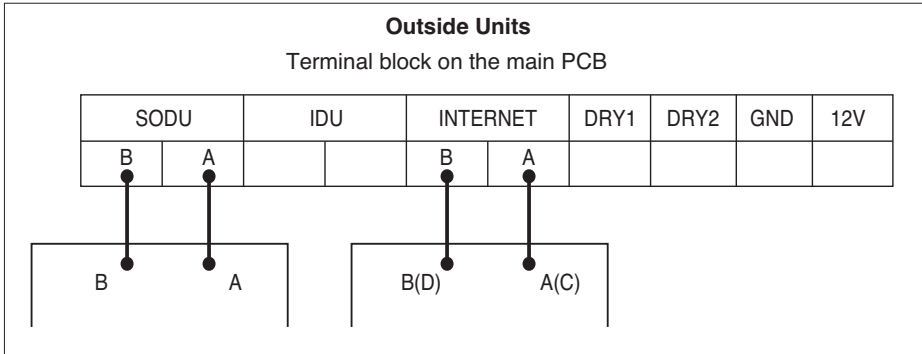 Outside Units
Terminal block on the main PCB
SODU IDU INTERNET DRY1 DRY2 GND 12V
B A B A
B A B(D) A(C)